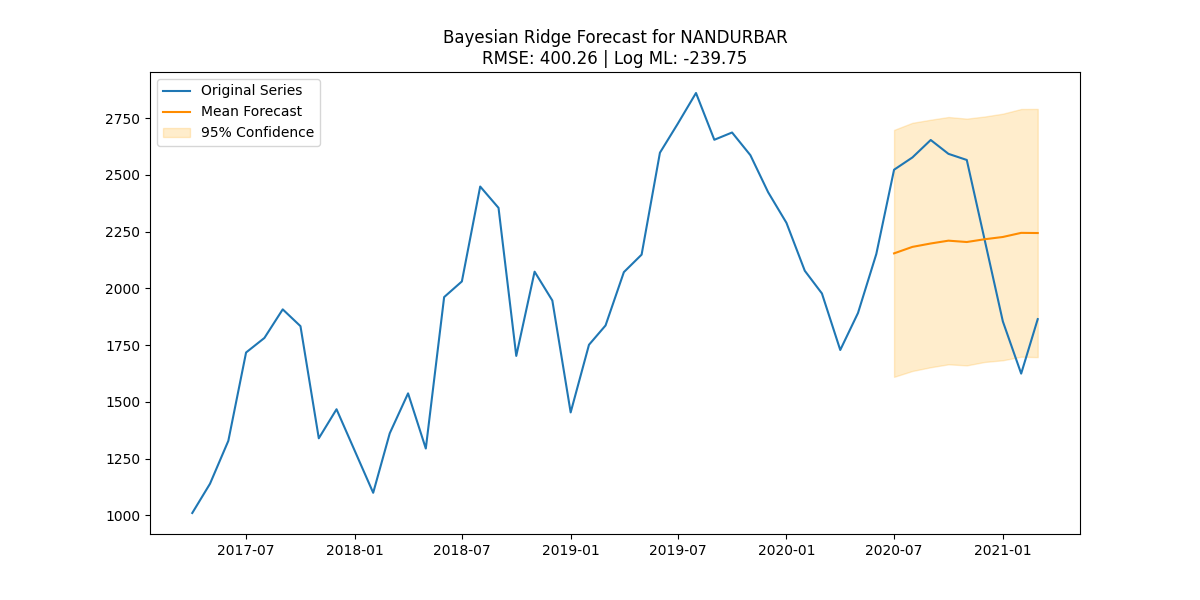 Bayesian Ridge Forecast for NANDURBAR
RMSE: 400.26 | Log ML: -239.75
Original Series
Mean Forecast
95% Confidence
2750
2500
2250
2000
1750
1500
1250
1000
2017-07 2018-01 2018-07 2019-01 2019-07 2020-01 2020-07 2021-01